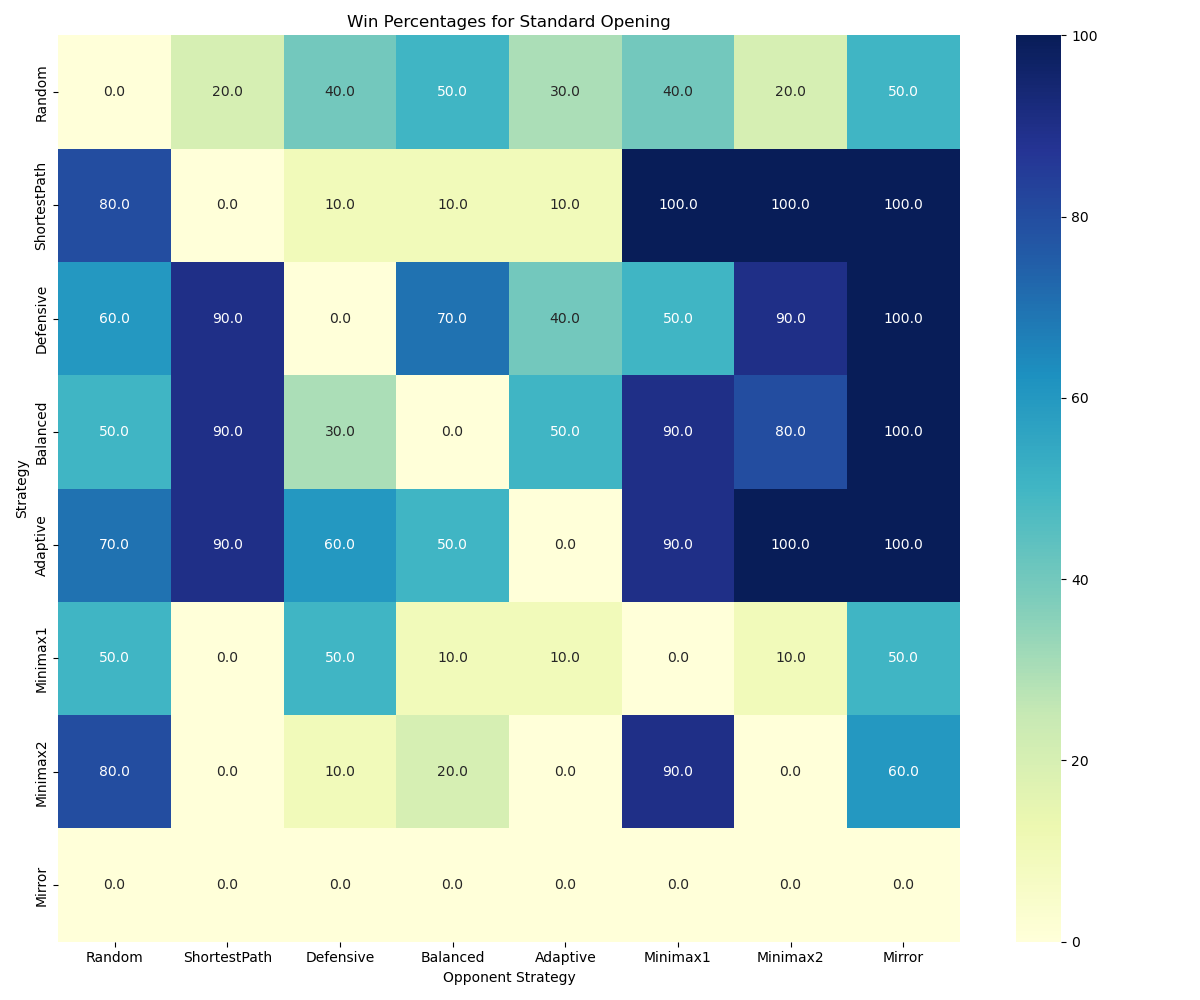 Win Percentages for Standard Opening
Strategy
Random 0.0 20.0 40.0 50.0 30.0 40.0 20.0 50.0
ShortestPath 80.0 0.0 10.0 10.0 10.0 100.0 100.0 100.0
Defensive 60.0 90.0 0.0 70.0 40.0 50.0 90.0 100.0
Balanced 50.0 90.0 30.0 0.0 50.0 90.0 80.0 100.0
Adaptive 70.0 90.0 60.0 50.0 0.0 90.0 100.0 100.0
Minimax1 50.0 0.0 50.0 10.0 10.0 0.0 10.0 50.0
Minimax2 80.0 0.0 10.0 20.0 0.0 90.0 0.0 60.0
Mirror 0.0 0.0 0.0 0.0 0.0 0.0 0.0 0.0
Random ShortestPath Defensive Balanced Adaptive Minimax1 Minimax2 Mirror
Opponent Strategy
100
80
60
40
20
0